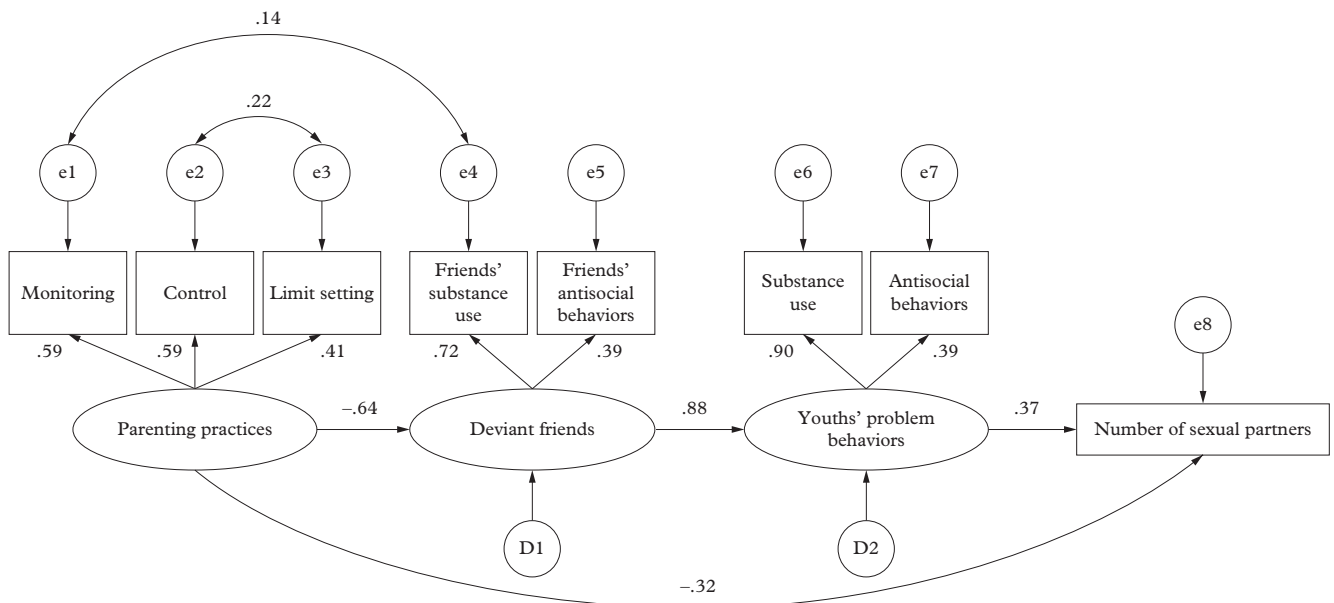 .14
.22
e1
e2
e3
e4
e5
e6
e7
e8
Monitoring
Control
Limit setting
Friends’
substance
use
Friends’
antisocial
behaviors
Substance
use
Antisocial
behaviors
.59
.59
.41
.72
.39
.90
.39
Parenting practices
–.64
Deviant friends
.88
Youths’ problem
behaviors
.37
Number of sexual partners
D1
D2
–.32